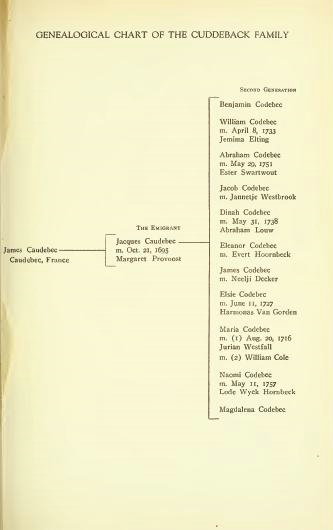 GENEALOGICAL CHART OF THE CUDDEBACK FAMILY
SECOND GENERATION
Benjamin Codebec
William Codebec
m. April 8, 1733
Jemima Elting
Abraham Codebec
m. May 29, 1751
Ester Swartwout
Jacob Codebec
m. Jannetje Westbrook
Dinah Codebec
m. May 31, 1738
Abraham Louw
THE EMIGRANT
Jacques Caudebec
m. Oct. 21, 1695
Margaret Provoost
James Caudebec
Caudebec, France
Eleanor Codebec
m. Evert Hoornbeck
James Codebec
m. Neelji Decker
Elsie Codebec
m. June 11, 1727
Harmonas Van Gorden
Maria Codebec
m. (1) Aug. 20, 1716
Jurian Westfall
m. (2) William Cole
Naomi Codebec
m. May 11, 1757
Lode Wyck Hornbeck
Magdalena Codebec